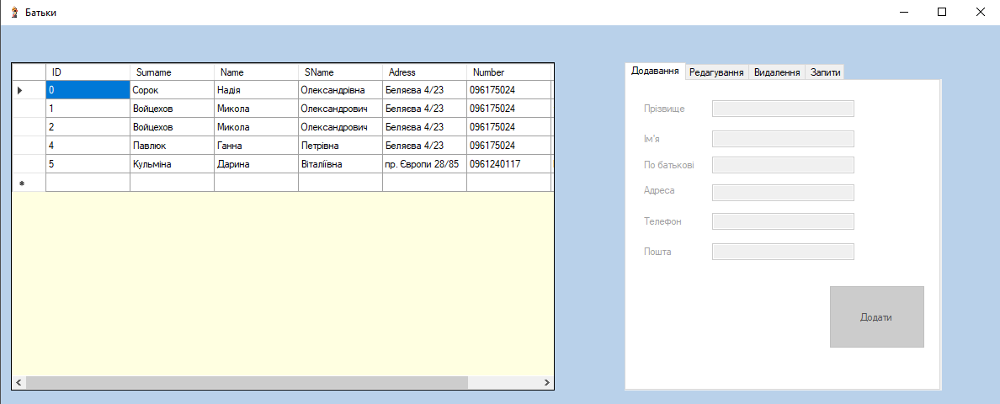 Батьки
ID Surname Name SName Adress Number
0 Сорок Надія Олександрівна Беляєва 4/23 096175024
1 Войцехов Микола Олександрович Беляєва 4/23 096175024
2 Войцехов Микола Олександрович Беляєва 4/23 096175024
4 Павлюк Ганна Петрівна Беляєва 4/23 096175024
5 Кульміна Дарина Віталіївна пр. Європи 28/85 0961240117
Додавання Редагування Видалення Запити
Прізвище
Ім'я
По батькові
Адреса
Телефон
Пошта
Додати